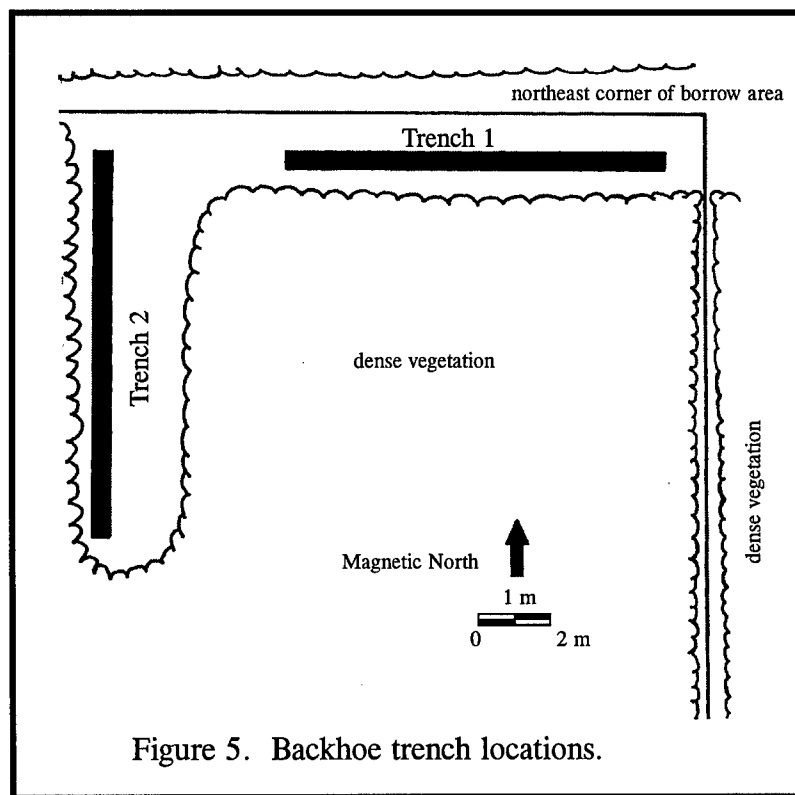 northeast corner of borrow area
Trench 1
Trench 2
dense vegetation
dense vegetation
Magnetic North
1 m
0 2 m
Figure 5. Backhoe trench locations.